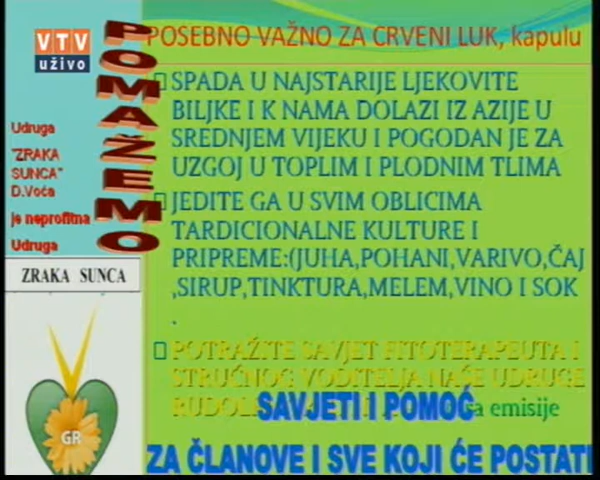 VTV
uživo
POMAŽEMO
Udruga
"ZRAKA
SUNCA"
D.Voća
je neprofitna
Udruga
ZRAKA SUNCA
GR
POSEBNO VAŽNO ZA CRVENI LUK, kapulu
SPADA U NAJSTARIJE LJEKOVITE
BILJKE I K NAMA DOLAZI IZ AZIJE U
SREDNJEM VIJEKU I POGODAN JE ZA
UZGOJ U TOPLIM I PLODNIM TLIMA
JEDITE GA U SVIM OBLICIMA
TARDICIONALNE KULTURE I
PRIPREME:(JUHA,POHANI,VARIVO,ČAJ
,SIRUP,TINKTURA,MELEM,VINO I SOK
.
POTRAŽITE SAVJET FITOTERAPEUTA I
STRUČNOG VODITELJA NAŠE UDRUGE
emisije
SAVJETI I POMOĆ
ZA ČLANOVE I SVE KOJI ĆE POSTATI